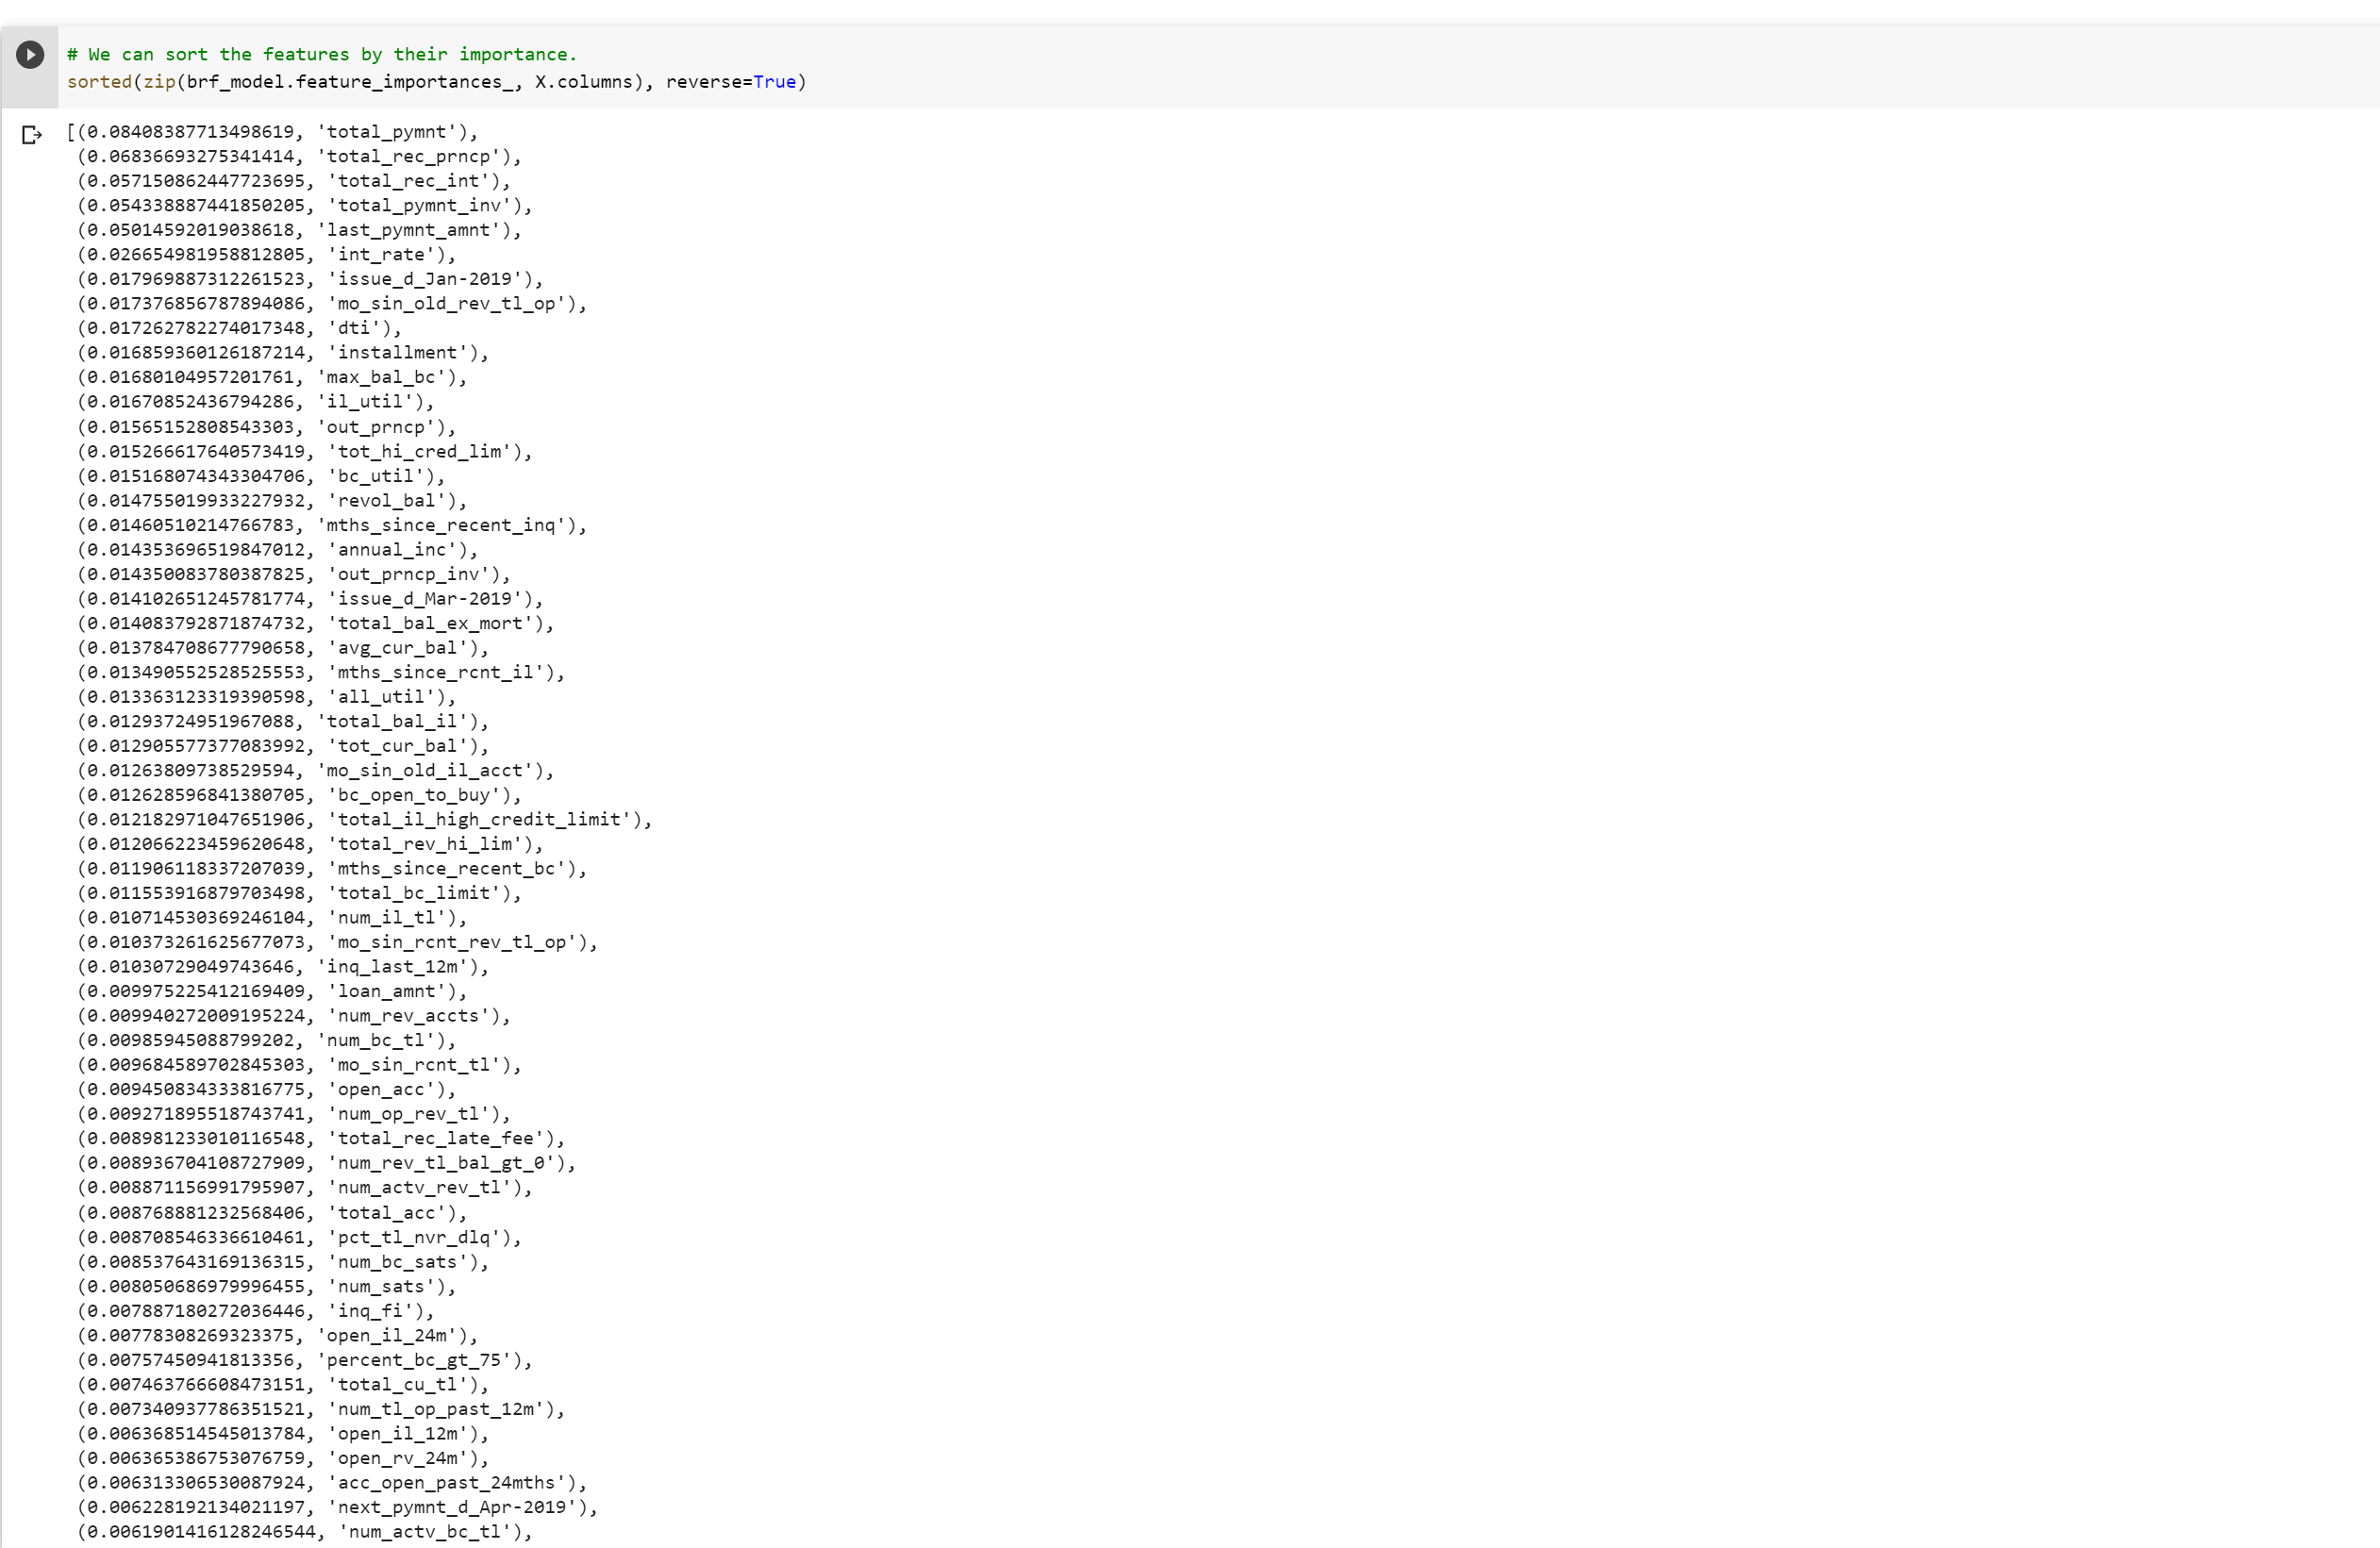 # We can sort the features by their importance.
sorted(zip(brf_model.feature_importances_, X.columns), reverse=True)
[(0.08408387713498619, 'total_pymnt'),
(0.06836693275341414, 'total_rec_prncp'),
(0.057150862447723695, 'total_rec_int'),
(0.054338887441850205, 'total_pymnt_inv'),
(0.05014592019038618, 'last_pymnt_amnt'),
(0.026654981958812805, 'int_rate'),
(0.017969887312261523, 'issue_d_Jan-2019'),
(0.017376856787894086, 'mo_sin_old_rev_tl_op'),
(0.017262782274017348, 'dti'),
(0.016859360126187214, 'installment'),
(0.01680104957201761, 'max_bal_bc'),
(0.01670852436794286, 'il_util'),
(0.01565152808543303, 'out_prncp'),
(0.015266617640573419, 'tot_hi_cred_lim'),
(0.015168074343304706, 'bc_util'),
(0.014755019933227932, 'revol_bal'),
(0.01460510214766783, 'mths_since_recent_inq'),
(0.014353696519847012, 'annual_inc'),
(0.014350083780387825, 'out_prncp_inv'),
(0.014102651245781774, 'issue_d_Mar-2019'),
(0.014083792871874732, 'total_bal_ex_mort'),
(0.013784708677790658, 'avg_cur_bal'),
(0.013490552528525553, 'mths_since_rcnt_il'),
(0.013363123319390598, 'all_util'),
(0.01293724951967088, 'total_bal_il'),
(0.012905577377083992, 'tot_cur_bal'),
(0.01263809738529594, 'mo_sin_old_il_acct'),
(0.012628596841380705, 'bc_open_to_buy'),
(0.012182971047651906, 'total_il_high_credit_limit'),
(0.012066223459620648, 'total_rev_hi_lim'),
(0.011906118337207039, 'mths_since_recent_bc'),
(0.011553916879703498, 'total_bc_limit'),
(0.010714530369246104, 'num_il_tl'),
(0.010373261625677073, 'mo_sin_rcnt_rev_tl_op'),
(0.01030729049743646, 'inq_last_12m'),
(0.009975225412169409, 'loan_amnt'),
(0.009940272009195224, 'num_rev_accts'),
(0.00985945088799202, 'num_bc_tl'),
(0.009684589702845303, 'mo_sin_rcnt_tl'),
(0.009450834333816775, 'open_acc'),
(0.009271895518743741, 'num_op_rev_tl'),
(0.008981233010116548, 'total_rec_late_fee'),
(0.008936704108727909, 'num_rev_tl_bal_gt_0'),
(0.008871156991795907, 'num_actv_rev_tl'),
(0.008768881232568406, 'total_acc'),
(0.008708546336610461, 'pct_tl_nvr_dlq'),
(0.008537643169136315, 'num_bc_sats'),
(0.008050686979996455, 'num_sats'),
(0.007887180272036446, 'inq_fi'),
(0.00778308269323375, 'open_il_24m'),
(0.00757450941813356, 'percent_bc_gt_75'),
(0.007463766608473151, 'total_cu_tl'),
(0.007340937786351521, 'num_tl_op_past_12m'),
(0.006368514545013784, 'open_il_12m'),
(0.006365386753076759, 'open_rv_24m'),
(0.006313306530087924, 'acc_open_past_24mths'),
(0.006228192134021197, 'next_pymnt_d_Apr-2019'),
(0.0061901416128246544, 'num_actv_bc_tl'),